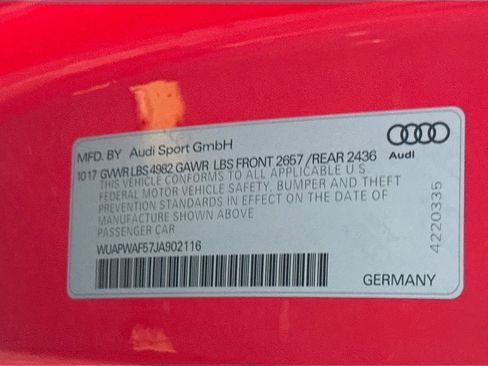 MFD. BY Audi Sport GmbH
Audi
1017 GVWR LBS 4982 GAWR LBS FRONT 2657 /REAR 2436
THIS VEHICLE CONFORMS TO ALL APPLICABLE U S
FEDERAL MOTOR VEHICLE SAFETY, BUMPER AND THEFT
PREVENTION STANDARDS IN EFFECT ON THE DATE OF
MANUFACTURE SHOWN ABOVE
PASSENGER CAR
WUAPWAF57JA902116
GERMANY
4220335